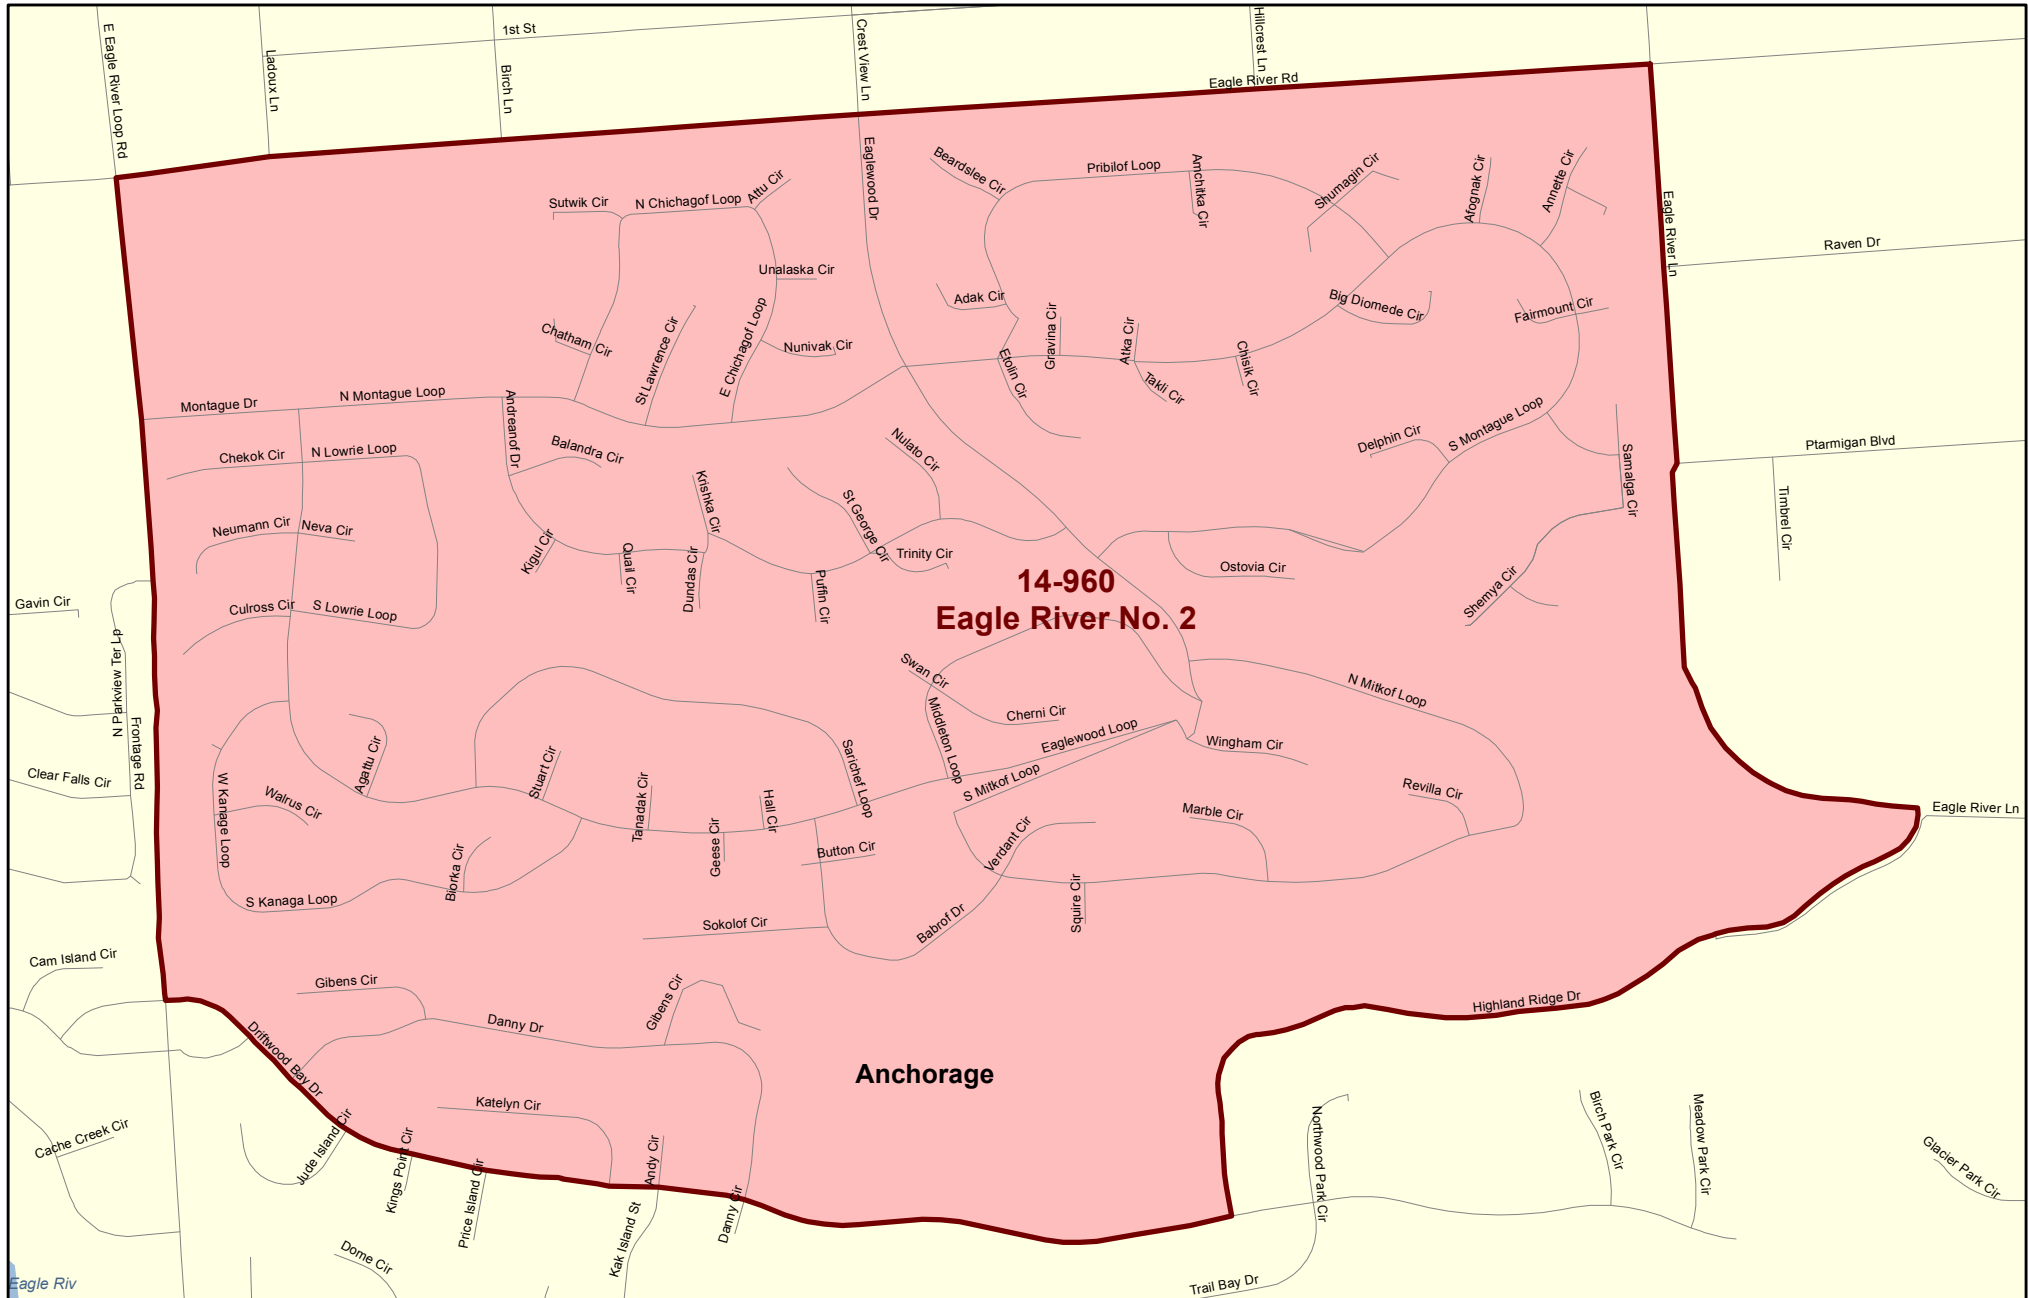 1st St
E Eagle River Loop Rd
Ladoux Ln
Birch Ln
Crest View Ln
Hillcrest Ln
Eagle River Rd
Eaglewood Dr
Beardslee Cir
Pribilof Loop
Amchitka Cir
Shumagin Cir
Afognak Cir
Annette Cir
Eagle River Ln
Raven Dr
Sutwik Cir
N Chichagof Loop
Attu Cir
Unalaska Cir
Adak Cir
Big Diomede Cir
Fairmount Cir
Chatham Cir
St Lawrence Cir
E Chichagof Loop
Nunivak Cir
Etolin Cir
Gravina Cir
Atka Cir
Takli Cir
Chisik Cir
Montague Dr
N Montague Loop
Andreanof Dr
Balandra Cir
Nulato Cir
Delphin Cir
S Montague Loop
Samalga Cir
Ptarmigan Blvd
Timbrel Cir
Chekok Cir
N Lowrie Loop
Krishka Cir
St George Cir
Neumann Cir
Neva Cir
Kigul Cir
Quail Cir
Dundas Cir
Puffin Cir
Trinity Cir
Ostovia Cir
Shemya Cir
14-960
Eagle River No. 2
Gavin Cir
Culross Cir
S Lowrie Loop
N Parkview Ter Lp
Frontage Rd
Swan Cir
Cherni Cir
Middleton Loop
Eaglewood Loop
N Mitkof Loop
Wingham Cir
S Mitkof Loop
Clear Falls Cir
W Kanage Loop
Walrus Cir
Agattu Cir
Stuart Cir
Tanadak Cir
Geese Cir
Hall Cir
Sarichef Loop
Button Cir
Verdant Cir
Marble Cir
Revilla Cir
Eagle River Ln
Biorka Cir
S Kanaga Loop
Sokolof Cir
Babrof Dr
Squire Cir
Cam Island Cir
Gibens Cir
Gibens Cir
Danny Dr
Highland Ridge Dr
Driftwood Bay Dr
Anchorage
Katelyn Cir
Cache Creek Cir
Jude Island Cir
Kings Point Cir
Price Island Cir
Andy Cir
Kak Island St
Danny Cir
Dome Cir
Northwood Park Cir
Birch Park Cir
Meadow Park Cir
Glacier Park Cir
Trail Bay Dr
Eagle Riv